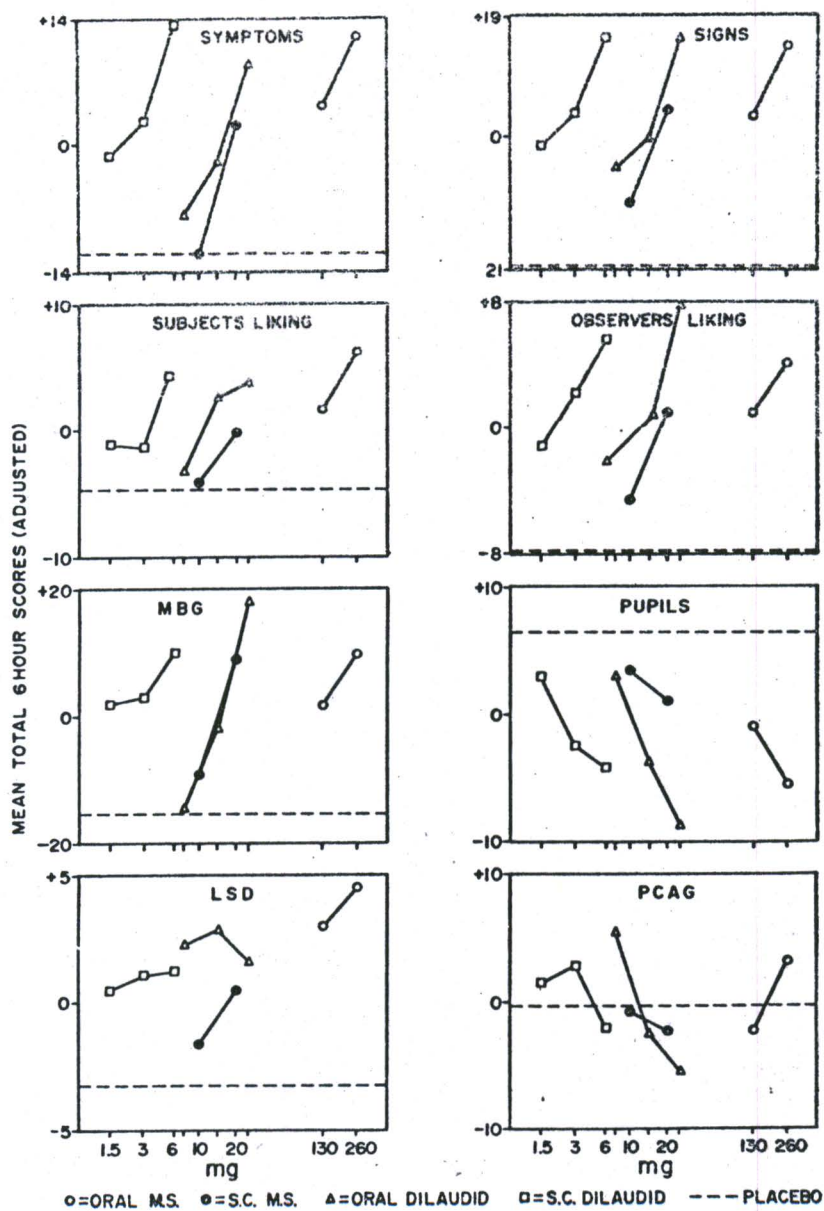 MEAN TOTAL 6 HOUR SCORES (ADJUSTED)
+14
0
-14
SYMPTOMS
+19
0
21
SIGNS
+10
0
-10
SUBJECTS LIKING
+8
0
-8
OBSERVERS LIKING
+20
0
-20
MBG
+10
0
-10
PUPILS
+5
0
-5
LSD
+10
0
-10
PCAG
1.5 3 6 10 20 130 260
mg
1.5 3 6 10 20 130 260
mg
o=ORAL M.S. ●=S.C. M.S. ∆=ORAL DILAUDID □=S.C. DILAUDID ---PLACEBO